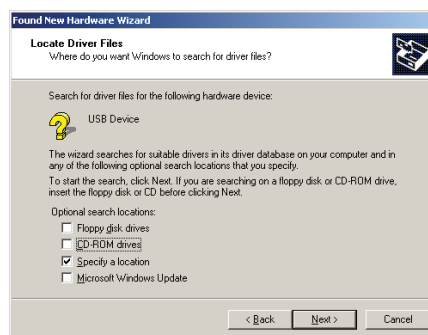 Found New Hardware Wizard
Locate Driver Files
Where do you want Windows to search for driver files?
Search for driver files for the following hardware device:
USB Device
The wizard searches for suitable drivers in its driver database on your computer and in
any of the following optional search locations that you specify.
To start the search, click Next. If you are searching on a floppy disk or CD-ROM drive,
insert the floppy disk or CD before clicking Next.
Optional search locations:
Floppy disk drives
CD-ROM drives
Specify a location
Microsoft Windows Update
< Back Next > Cancel